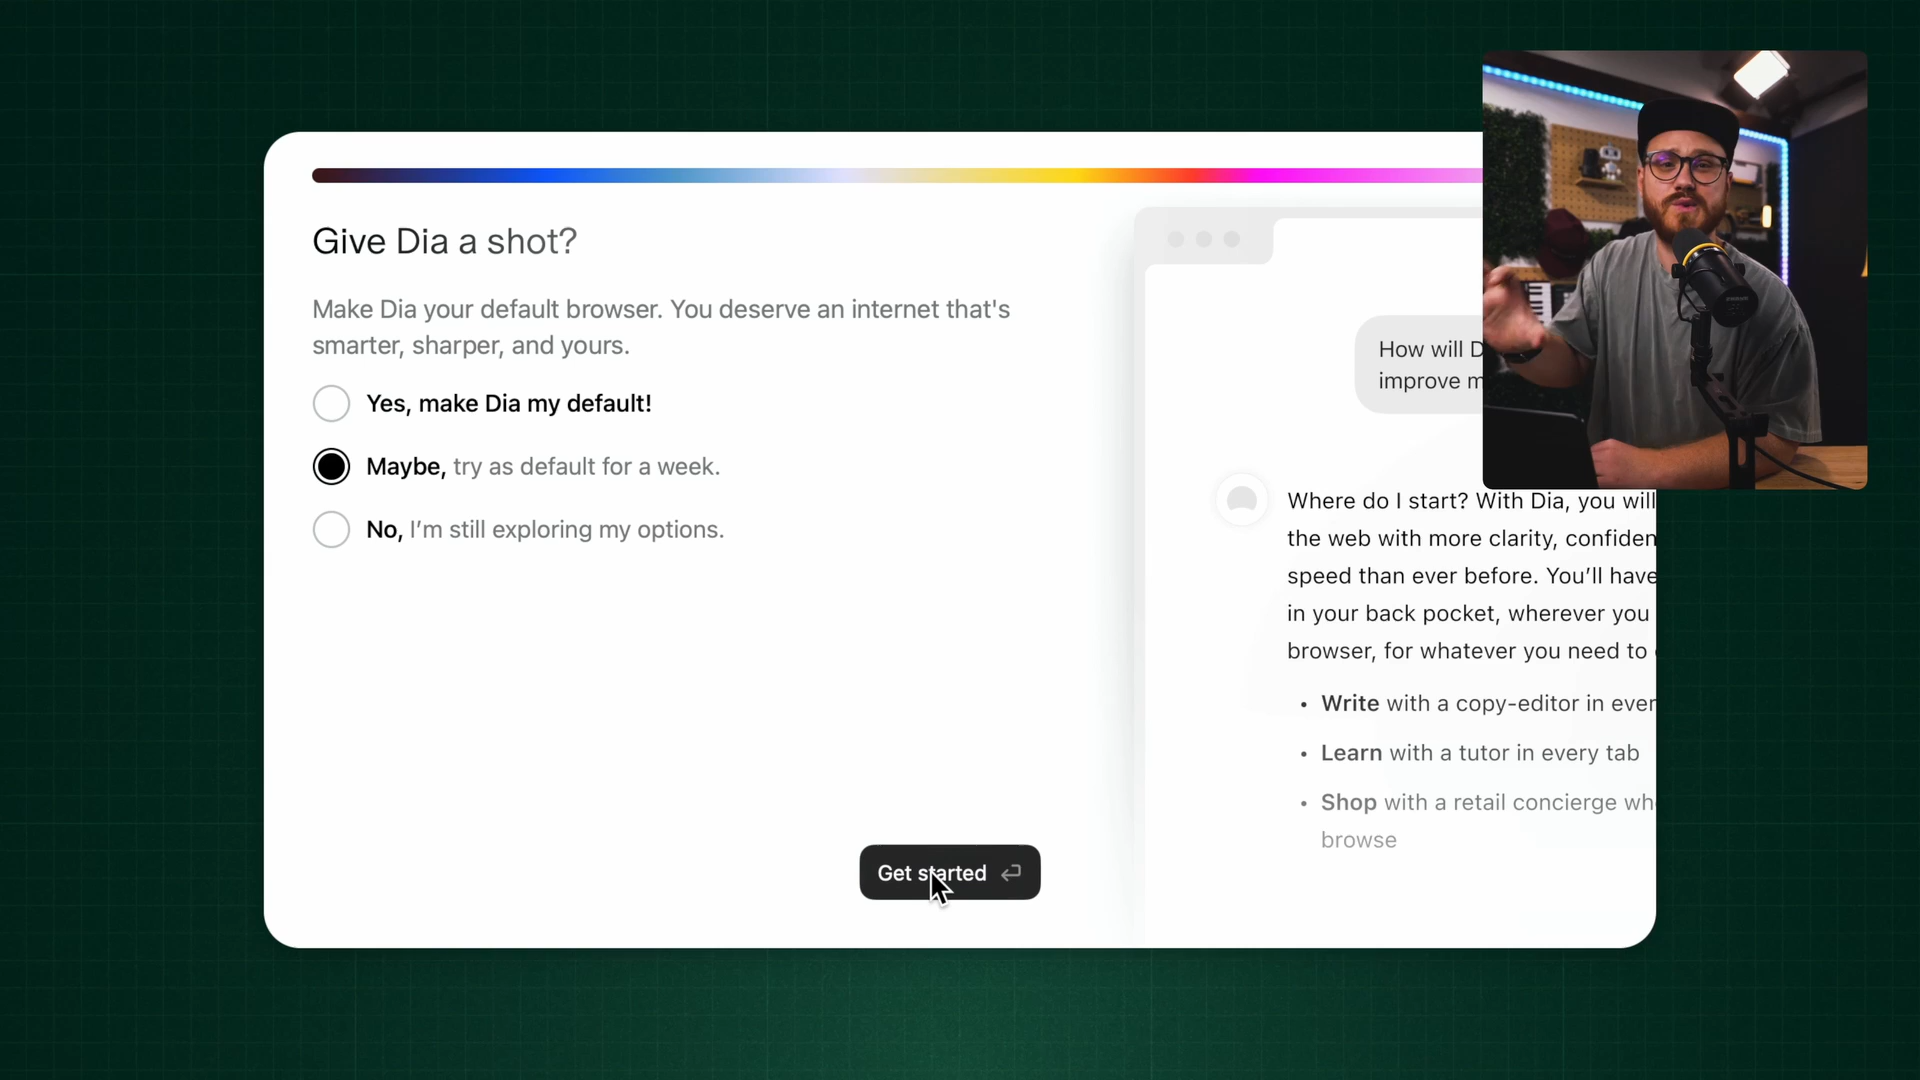 Give Dia a shot?
Make Dia your default browser. You deserve an internet that's
smarter, sharper, and yours.
Yes, make Dia my default!
Maybe, try as default for a week.
No, I’m still exploring my options.
Get started
How will
improve
Where do I start? With Dia, you will
the web with more clarity,
speed than ever before. You’ll have
in your back pocket, wherever you
browser, for whatever you need to
• Write with a copy-editor in
• Learn with a tutor in every tab
• Shop with a retail concierge
browse